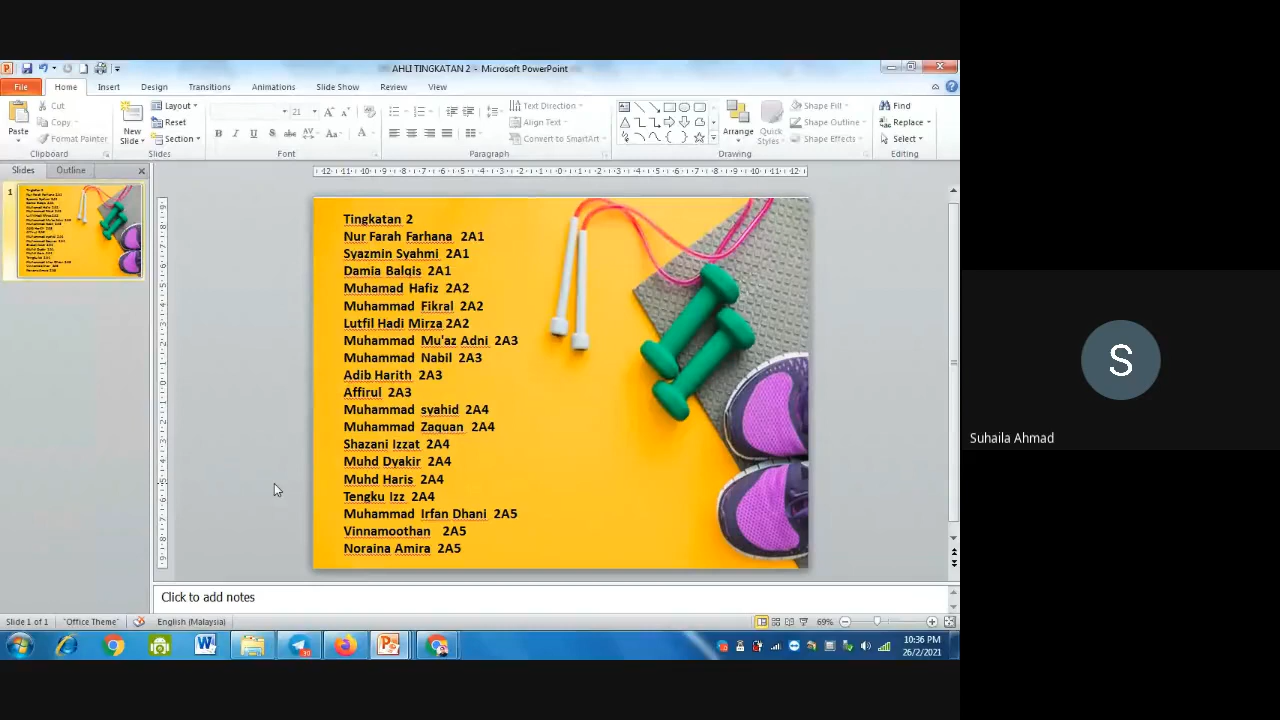 AHLI TINGKATAN 2 - Microsoft PowerPoint
File Home Insert Design Transitions Animations Slide Show Review View
Paste
Cut
Copy
Format Painter
Clipboard
New Slide
Layout
Reset
Section
Slides
21
Font
Text Direction
Align Text
Convert to SmartArt
Paragraph
Arrange
Quick Styles
Shape Fill
Shape Outline
Shape Effects
Drawing
Find
Replace
Select
Editing
Slides Outline
1
Tingkatan 2
Nur Farah Farhana 2A1
Syazmin Syahmi 2A1
Damia Balqis 2A1
Muhamad Hafiz 2A2
Muhammad Fikral 2A2
Lutfil Hadi Mirza 2A2
Muhammad Mu'az Adni 2A3
Muhammad Nabil 2A3
Adib Harith 2A3
Affirul 2A3
Muhammad syahid 2A4
Muhammad Zaquan 2A4
Shazani Izzat 2A4
Muhd Dyakir 2A4
Muhd Haris 2A4
Tengku Izz 2A4
Muhammad Irfan Dhani 2A5
Vinnamoothan 2A5
Noraina Amira 2A5
Click to add notes
Slide 1 of 1 "Office Theme" English (Malaysia) 69%
10:36 PM
26/2/2021
S
Suhaila Ahmad